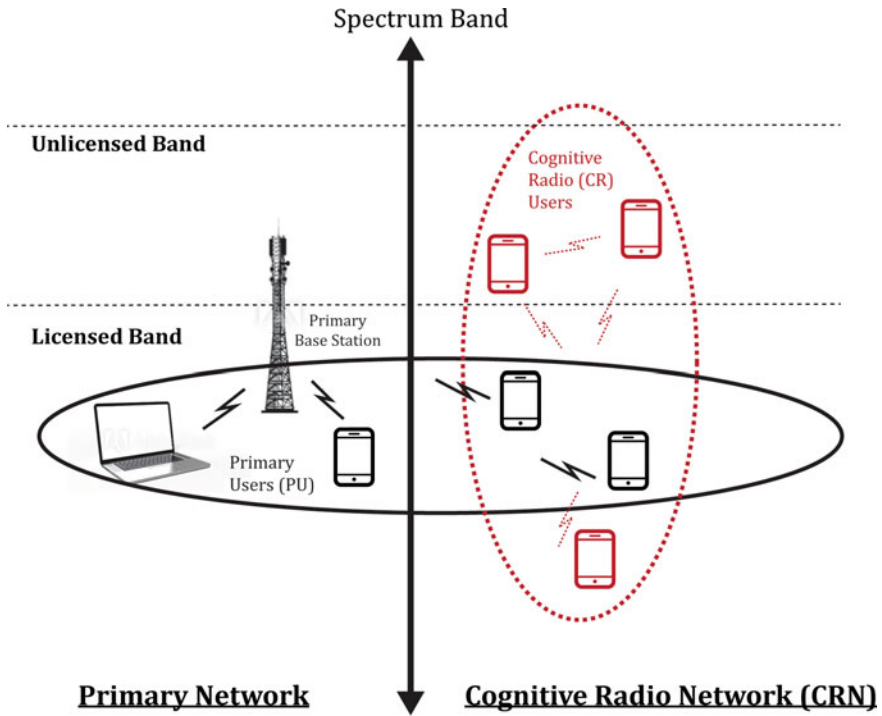 Spectrum Band
Unlicensed Band
Cognitive
Radio (CR)
Users
Licensed Band
Primary
Base Station
Primary
Users (PU)
Primary Network
Cognitive Radio Network (CRN)